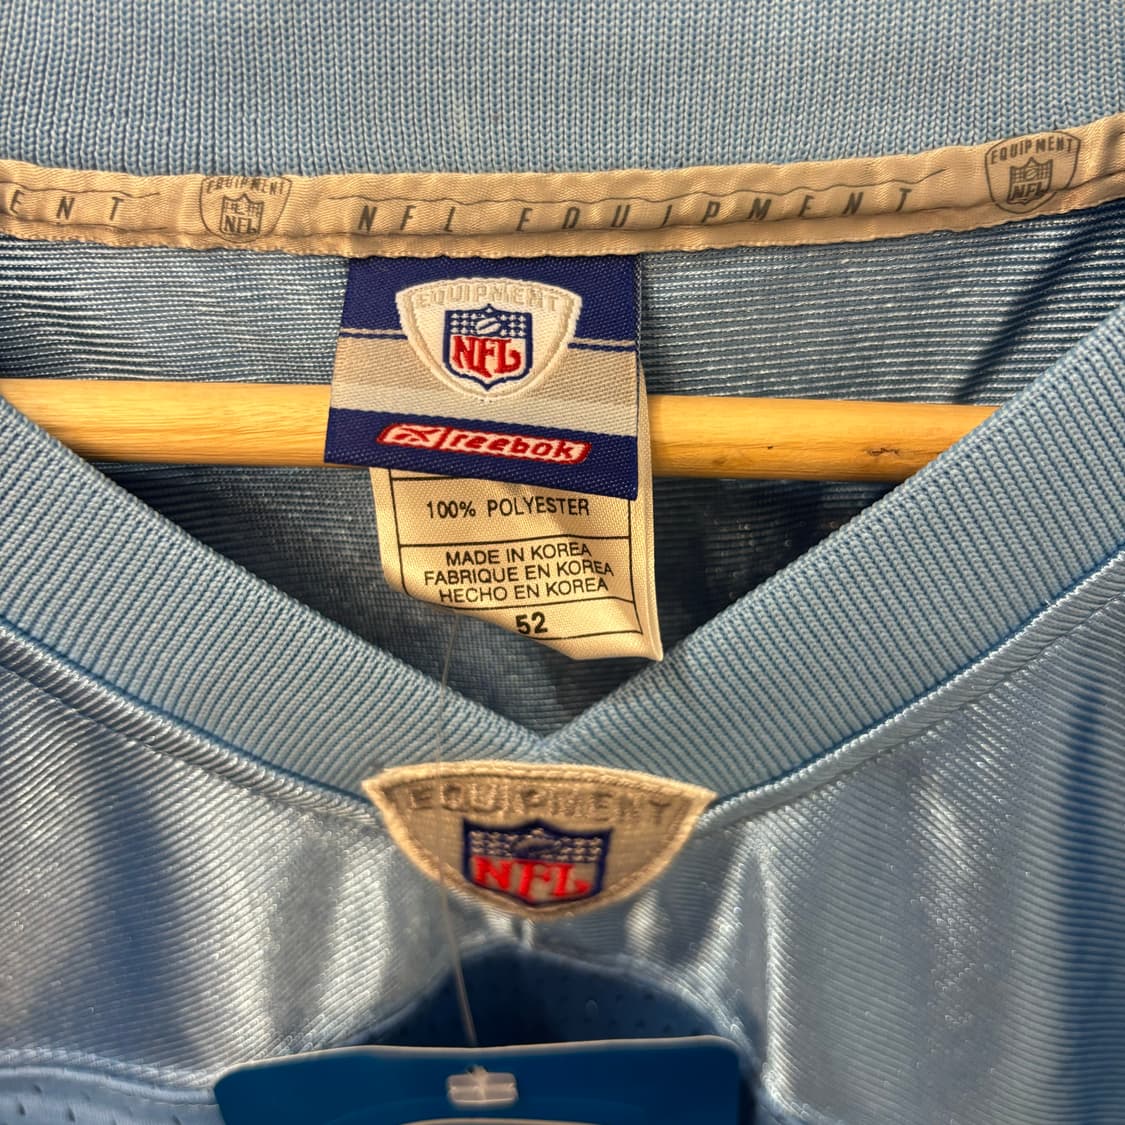 EQUIPMENT
NFL
ENT
EQUIPMENT
NFL
NFL EQUIPMENT
EQUIPMENT
NFL
reebok
100% POLYESTER
MADE IN KOREA
FABRIQUE EN KOREA
HECHO EN KOREA
52
EQUIPMENT
NFL